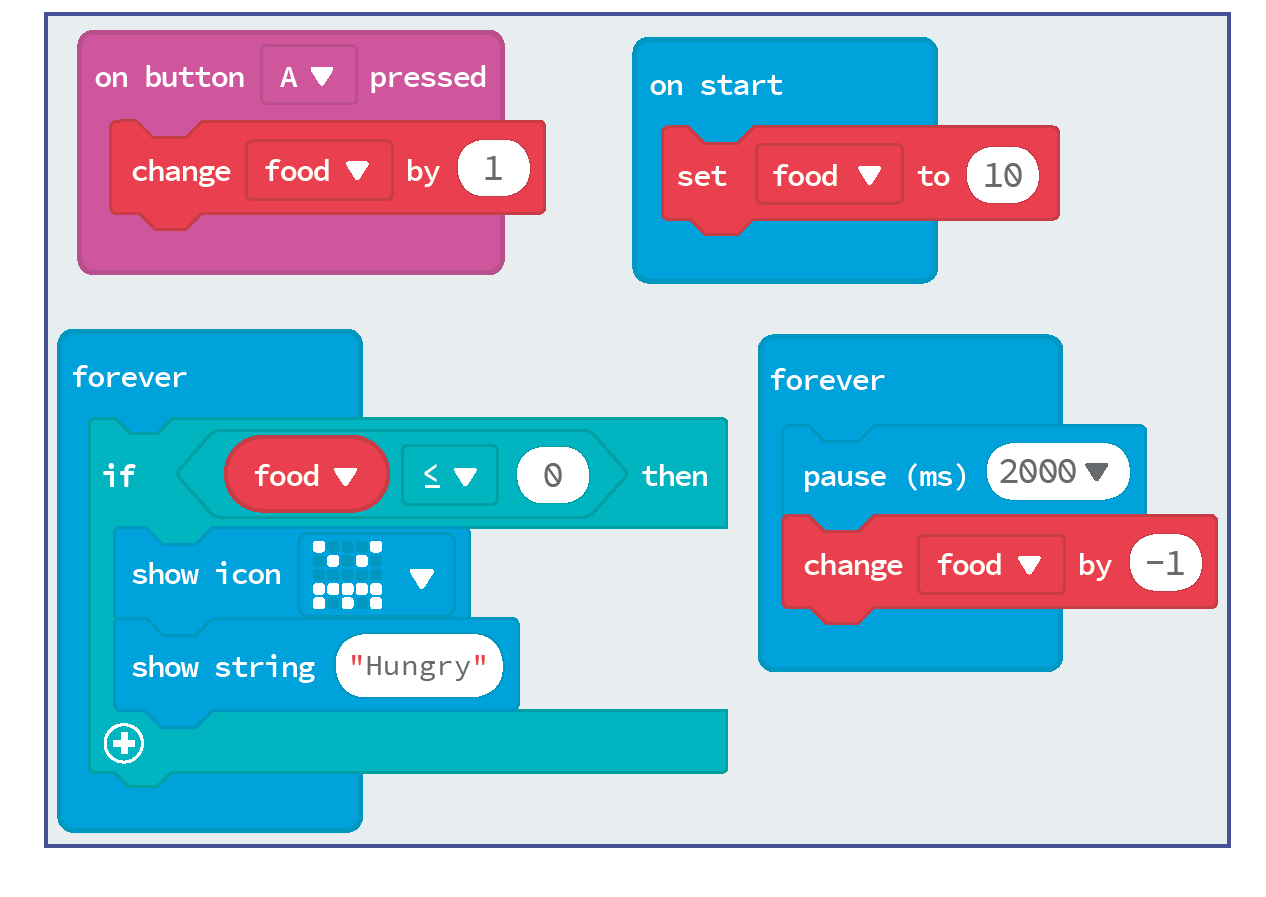 on button A pressed
change food by 1
on start
set food to 10
forever
if food ≤ 0 then
show icon
show string "Hungry"
forever
pause (ms) 2000
change food by -1